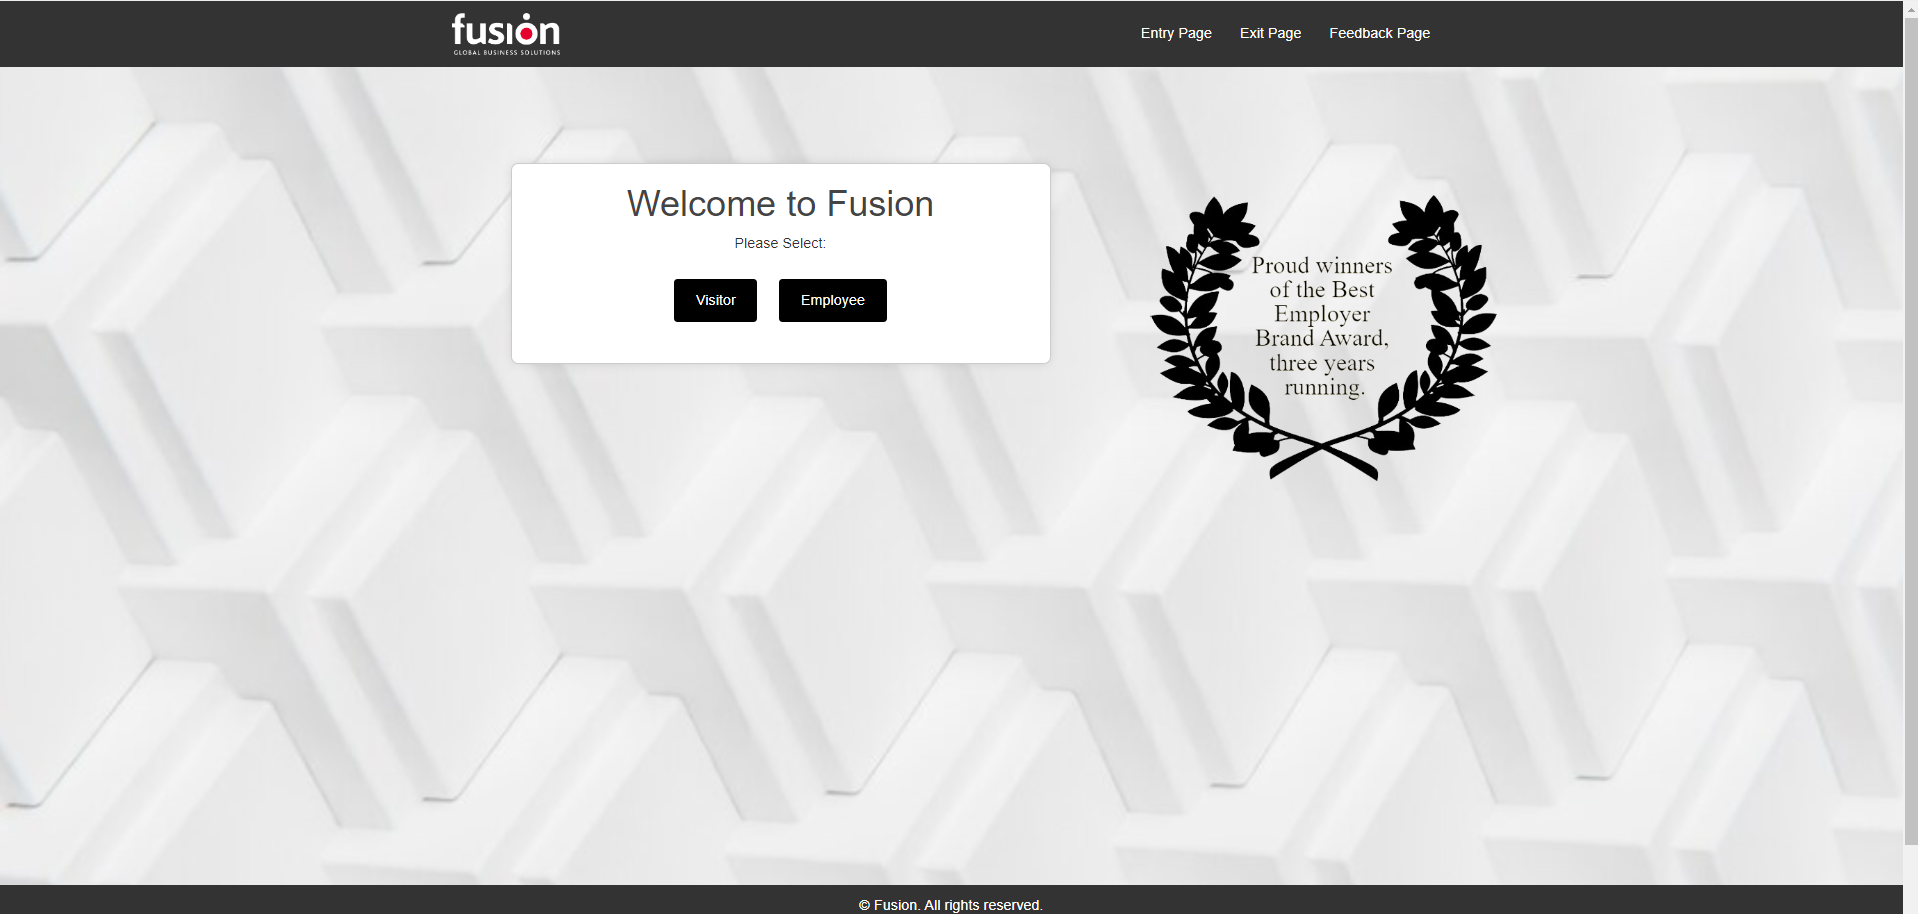 fusion
GLOBAL BUSINESS SOLUTIONS
Entry Page
Exit Page
Feedback Page
Welcome to Fusion
Please Select:
Visitor
Employee
Proud winners
of the Best
Employer
Brand Award,
three years
running.
© Fusion. All rights reserved.